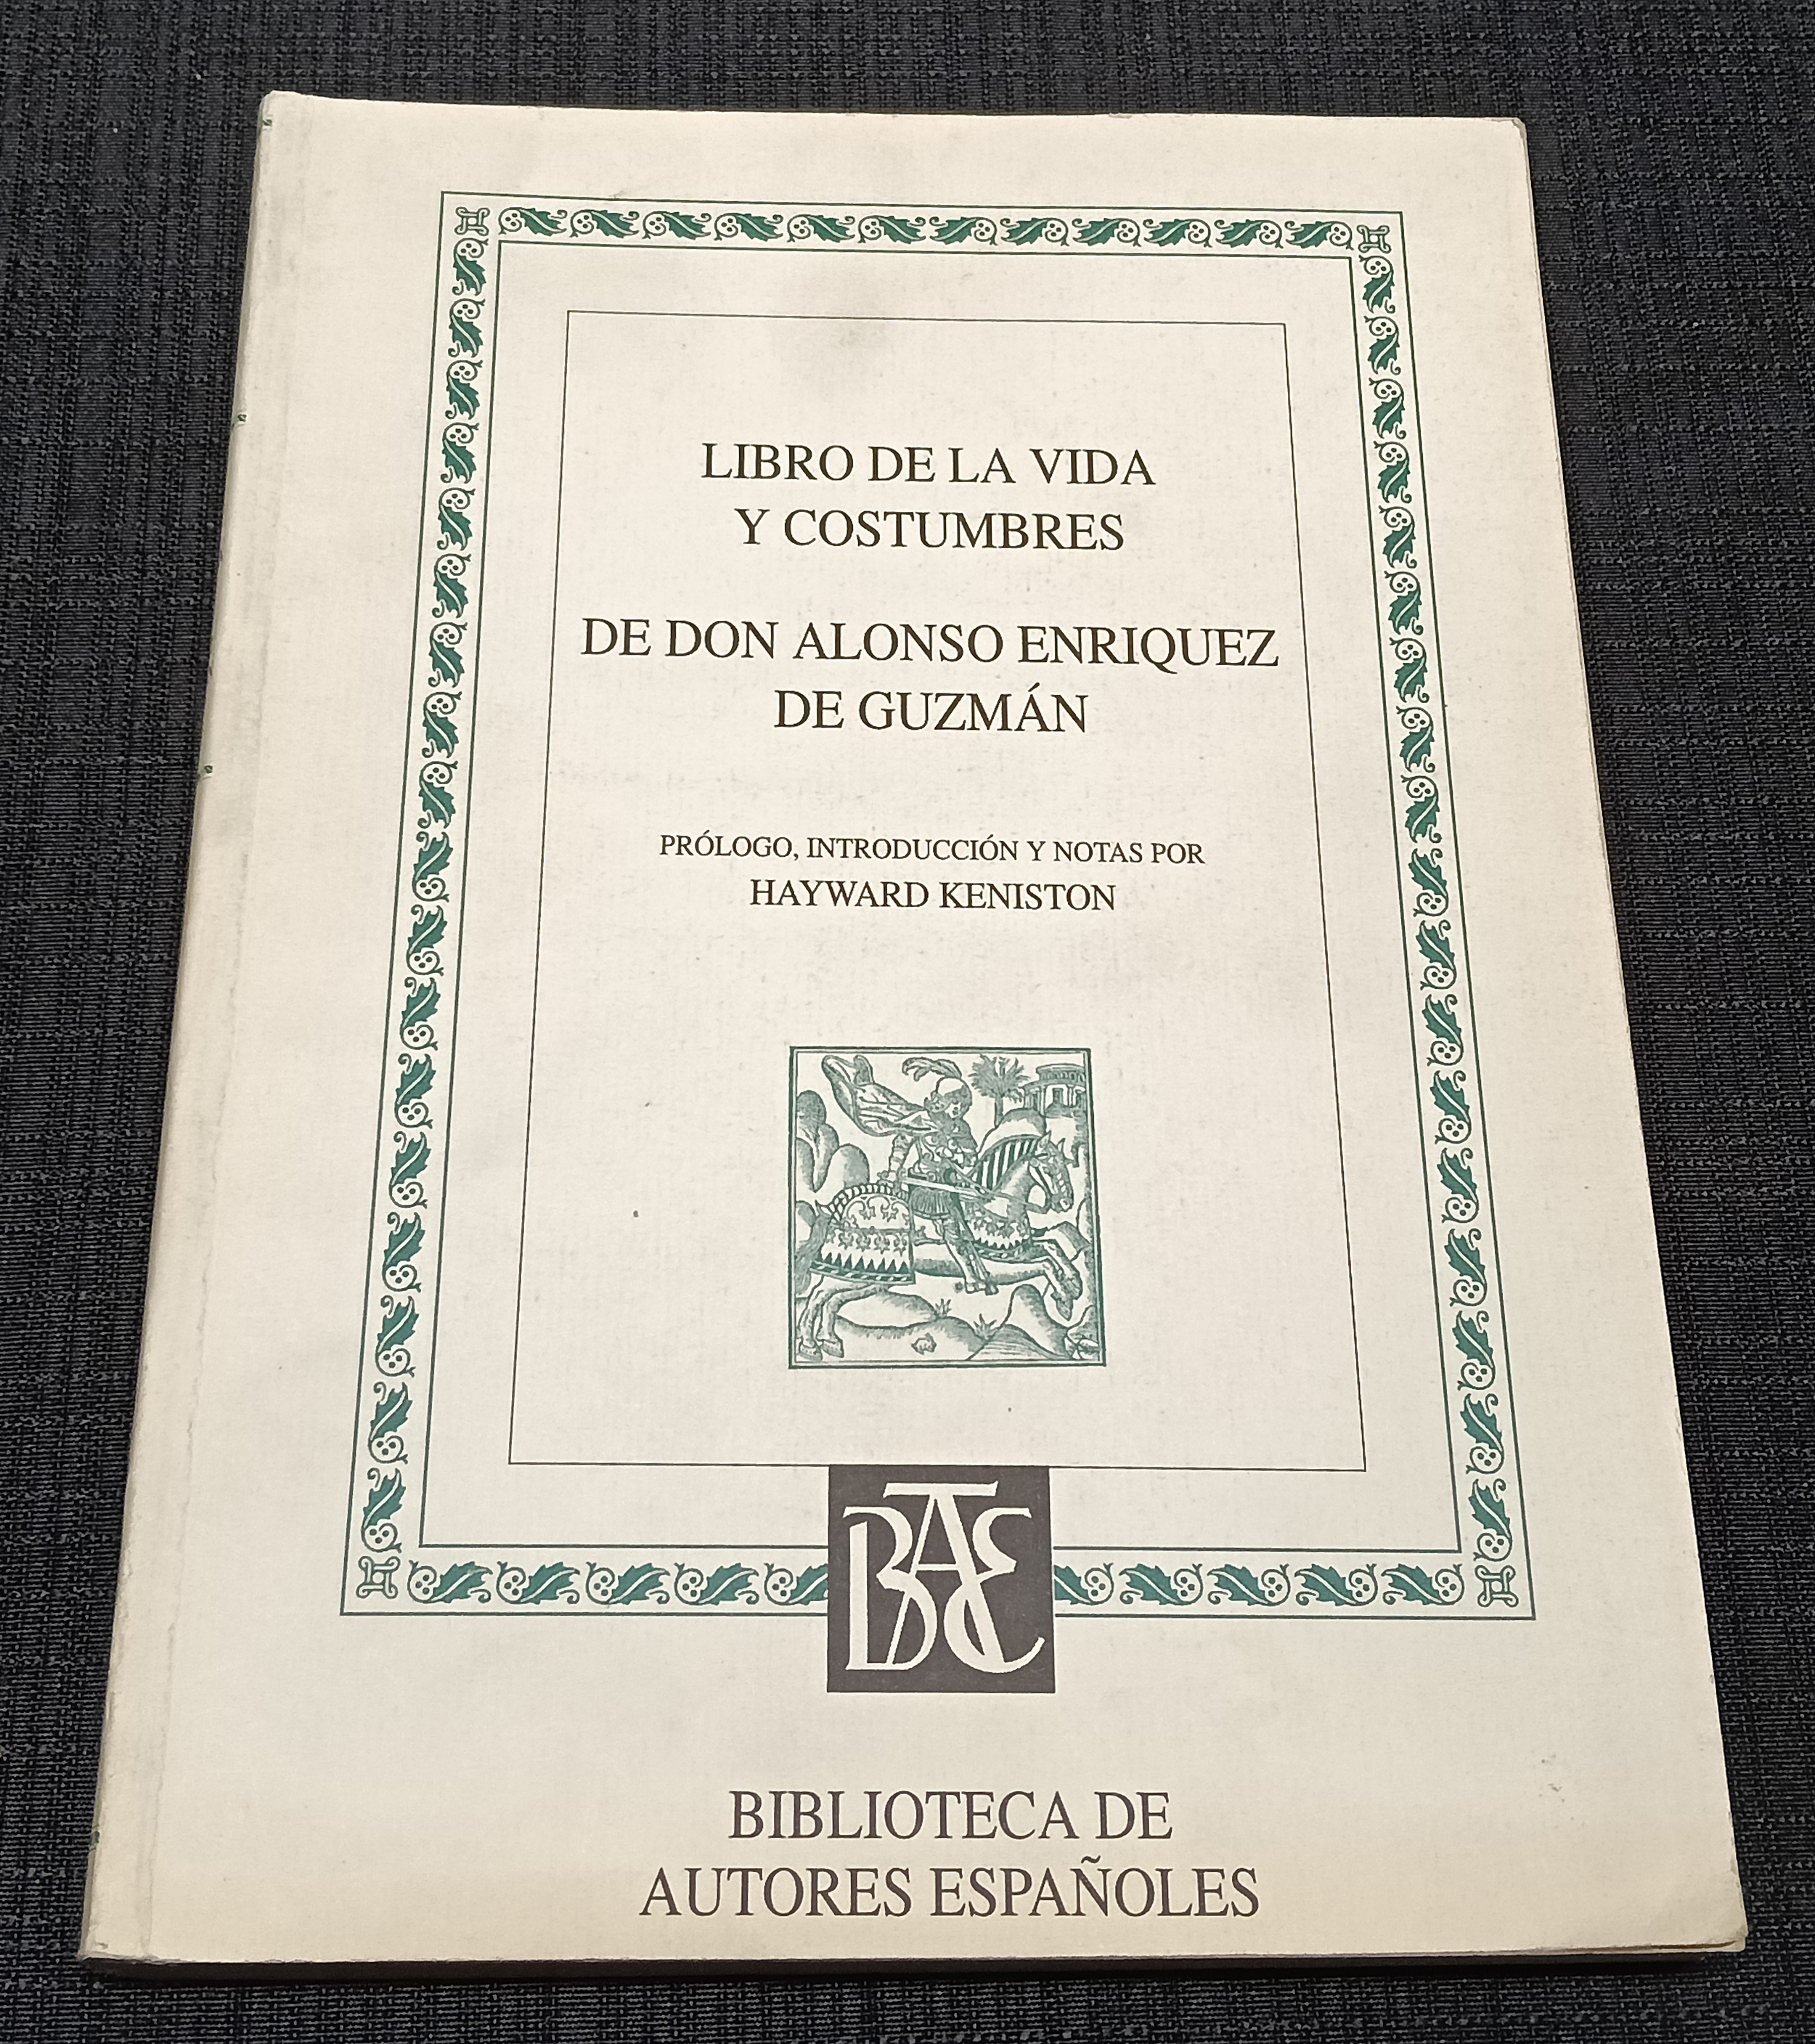 LIBRO DE LA VIDA
Y COSTUMBRES
DE DON ALONSO ENRIQUEZ
DE GUZMÁN
PRÓLOGO, INTRODUCCIÓN Y NOTAS POR
HAYWARD KENISTON
BAE
BIBLIOTECA DE
AUTORES ESPAÑOLES